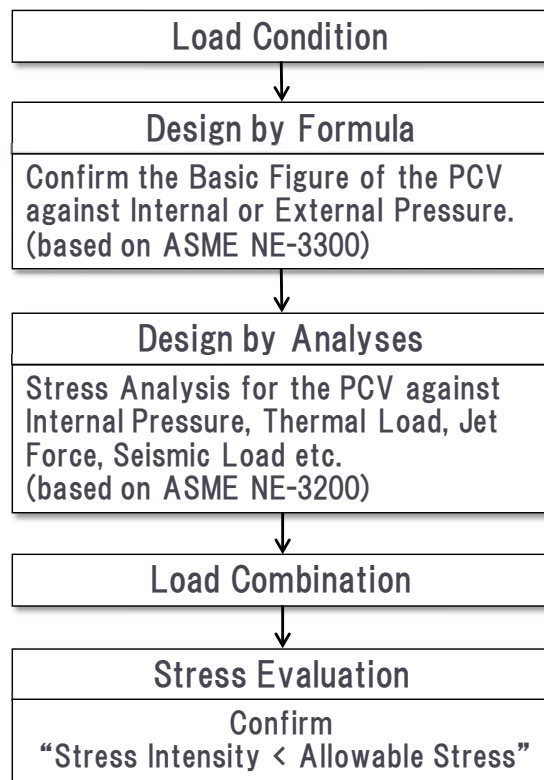 Load Condition
Design by Formula
Confirm the Basic Figure of the PCV
against Internal or External Pressure.
(based on ASME NE-3300)
Design by Analyses
Stress Analysis for the PCV against
Internal Pressure, Thermal Load, Jet
Force, Seismic Load etc.
(based on ASME NE-3200)
Load Combination
Stress Evaluation
Confirm
“Stress Intensity < Allowable Stress”